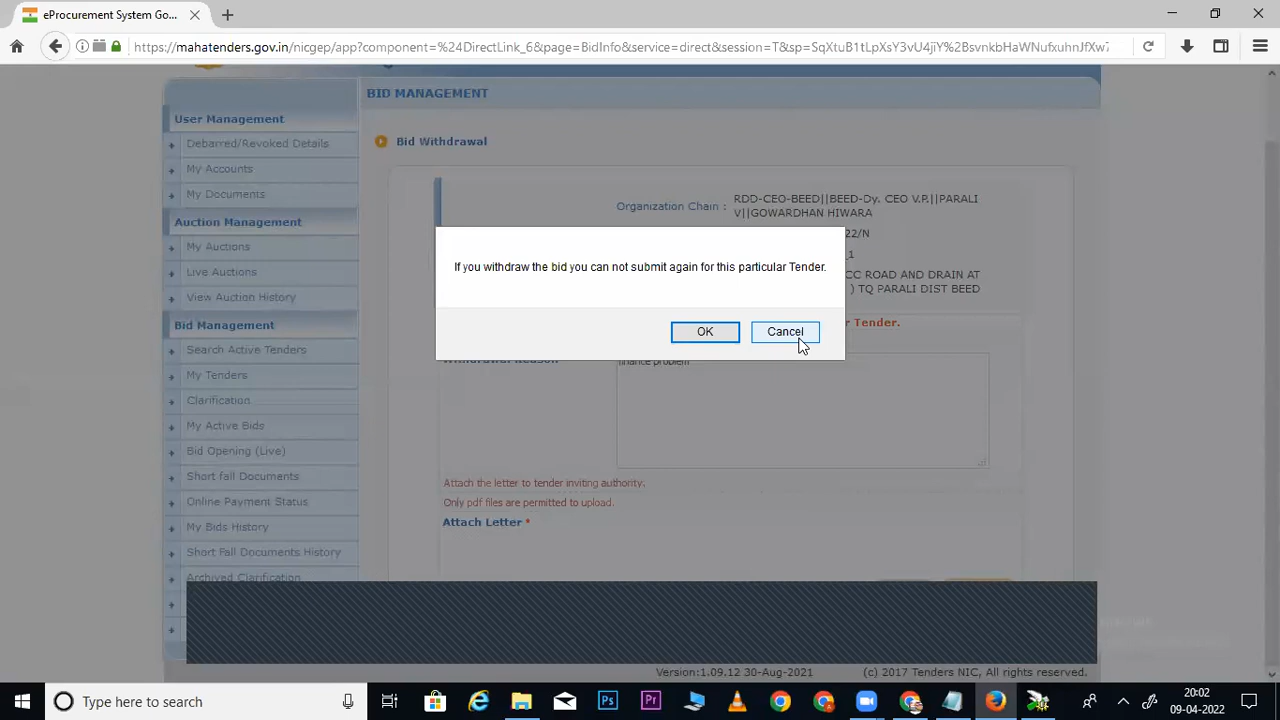 eProcurement System Go...
https://mahatenders.gov.in/nicgep/app?component=%24DirectLink_6&page=BidInfo&service=direct&session=T&sp=SqXtuB1tLpXsY3vU4jiY%2BsvnkbHaWNufxuhnJfXw7
BID MANAGEMENT
User Management
Debarred/Revoked Details
My Accounts
My Documents
Auction Management
My Auctions
Live Auctions
View Auction History
Bid Management
Search Active Tenders
My Tenders
Clarification
My Active Bids
Bid Opening (Live)
Short fall Documents
Online Payment Status
My Bids History
Short Fall Documents History
Archived Clarification
Bid Withdrawal
Organization Chain :
RDD-CEO-BEED||BEED-Dy. CEO V.P.||PARALI
V||GOWARDHAN HIWARA
22/N
_1
CC ROAD AND DRAIN AT
) TQ PARALI DIST BEED
If you withdraw the bid you can not submit again for this particular Tender.
OK
Cancel
r Tender.
Withdrawal Reason
finance problem
Attach the letter to tender inviting authority.
Only pdf files are permitted to upload.
Attach Letter *
Version:1.09.12 30-Aug-2021
(c) 2017 Tenders NIC, All rights reserved.
Type here to search
Ps
Pr
20:02
09-04-2022